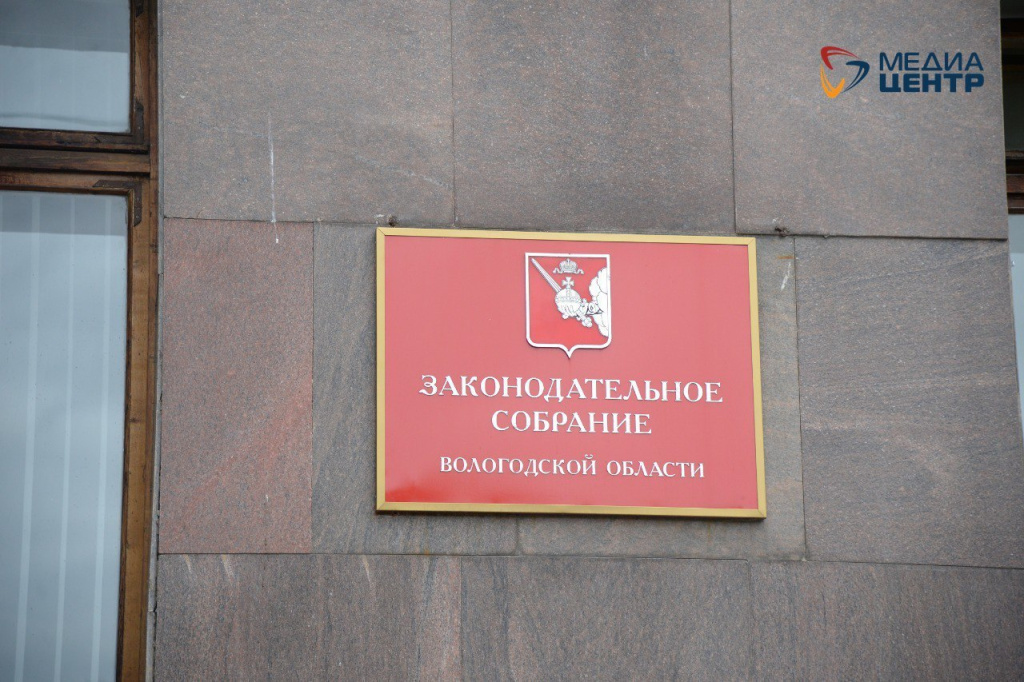 МЕДИА
ЦЕНТР
ЗАКОНОДАТЕЛЬНОЕ
СОБРАНИЕ
ВОЛОГОДСКОЙ ОБЛАСТИ